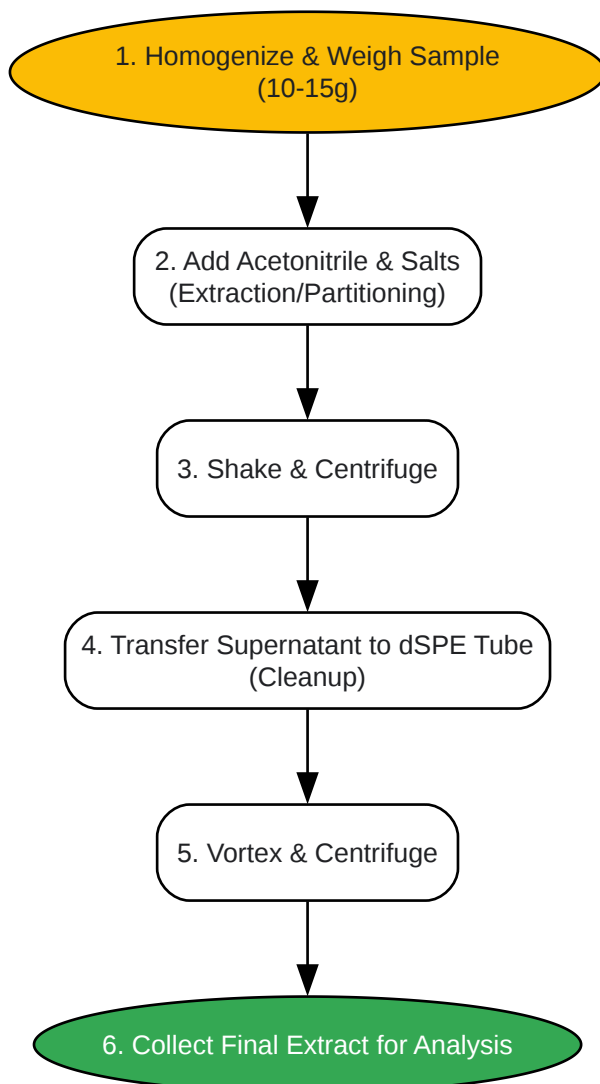 1. Homogenize & Weigh Sample
(10-15g)
2. Add Acetonitrile & Salts
(Extraction/Partitioning)
3. Shake & Centrifuge
4. Transfer Supernatant to dSPE Tube
(Cleanup)
5. Vortex & Centrifuge
6. Collect Final Extract for Analysis